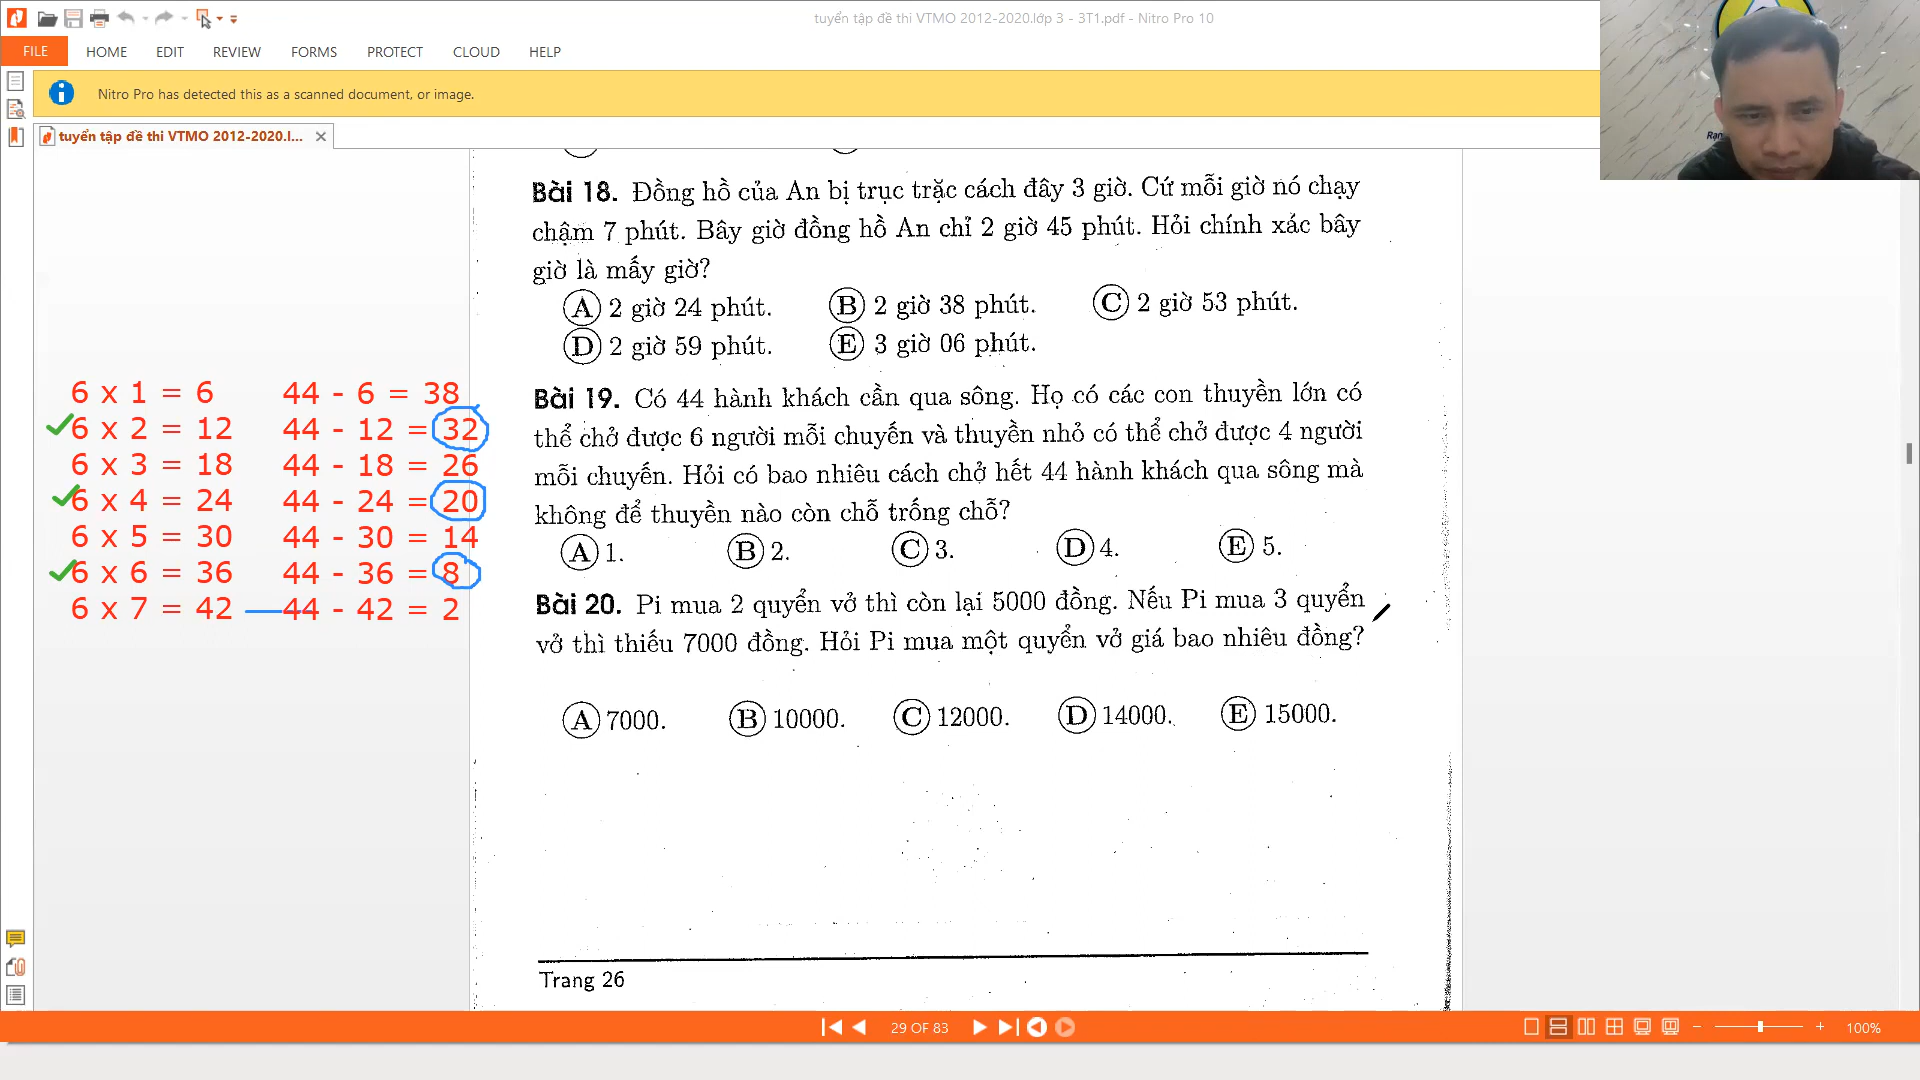 tuyển tập đề thi VTMO 2012-2020.lớp 3 - 3T1.pdf - Nitro Pro 10
FILE HOME EDIT REVIEW FORMS PROTECT CLOUD HELP
Nitro Pro has detected this as a scanned document, or image.
tuyển tập đề thi VTMO 2012-2020.l...
Bài 18. Đồng hồ của An bị trục trặc cách đây 3 giờ. Cứ mỗi giờ nó chạy
chậm 7 phút. Bây giờ đồng hồ An chỉ 2 giờ 45 phút. Hỏi chính xác bây
giờ là mấy giờ?
A 2 giờ 24 phút. B 2 giờ 38 phút. C 2 giờ 53 phút.
D 2 giờ 59 phút. E 3 giờ 06 phút.
6 x 1 = 6 44 - 6 = 38
6 x 2 = 12 44 - 12 = 32
6 x 3 = 18 44 - 18 = 26
6 x 4 = 24 44 - 24 = 20
6 x 5 = 30 44 - 30 = 14
6 x 6 = 36 44 - 36 = 8
6 x 7 = 42 44 - 42 = 2
Bài 19. Có 44 hành khách cần qua sông. Họ có các con thuyền lớn có
thể chở được 6 người mỗi chuyến và thuyền nhỏ có thể chở được 4 người
mỗi chuyến. Hỏi có bao nhiêu cách chở hết 44 hành khách qua sông mà
không để thuyền nào còn chỗ trống chỗ?
A 1. B 2. C 3. D 4. E 5.
Bài 20. Pi mua 2 quyển vở thì còn lại 5000 đồng. Nếu Pi mua 3 quyển
vở thì thiếu 7000 đồng. Hỏi Pi mua một quyển vở giá bao nhiêu đồng?
A 7000. B 10000. C 12000. D 14000. E 15000.
Trang 26
29 OF 83
100%